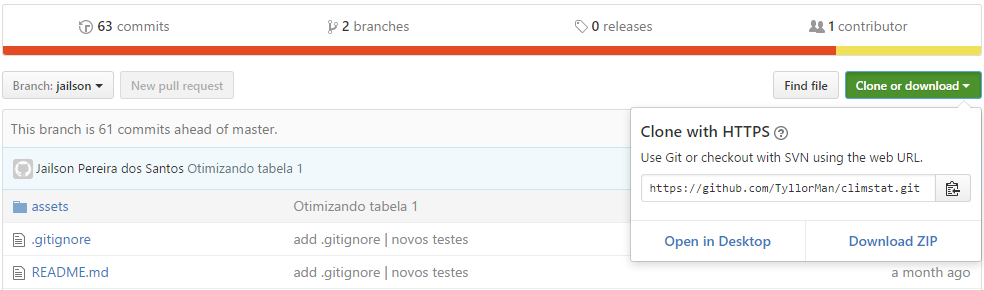 63 commits 2 branches 0 releases 1 contributor
Branch: jailson New pull request Find file Clone or download
This branch is 61 commits ahead of master.
Clone with HTTPS ?
Use Git or checkout with SVN using the web URL.
Jailson Pereira dos Santos Otimizando tabela 1
https://github.com/TyllorMan/climstat.git
assets Otimizando tabela 1
.gitignore add .gitignore | novos testes
Open in Desktop Download ZIP
README.md add .gitignore | novos testes a month ago